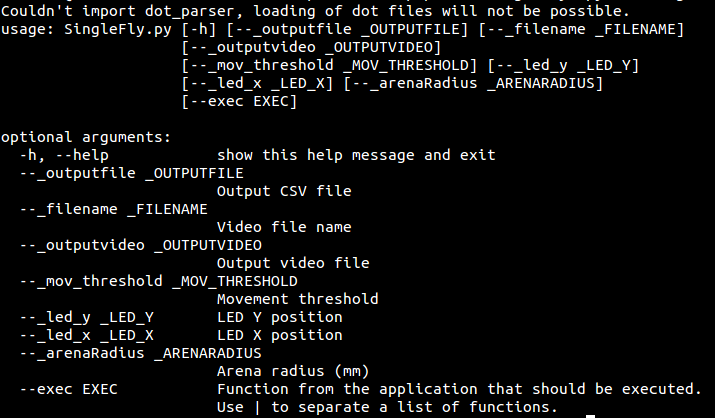 Couldn't import dot_parser, loading of dot files will not be possible.
usage: SingleFly.py [-h] [--_outputfile _OUTPUTFILE] [--_filename _FILENAME]
                    [--_outputvideo _OUTPUTVIDEO]
                    [--_mov_threshold _MOV_THRESHOLD] [--_led_y _LED_Y]
                    [--_led_x _LED_X] [--_arenaRadius _ARENARADIUS]
                    [--exec EXEC]

optional arguments:
  -h, --help            show this help message and exit
  --_outputfile _OUTPUTFILE
                        Output CSV file
  --_filename _FILENAME
                        Video file name
  --_outputvideo _OUTPUTVIDEO
                        Output video file
  --_mov_threshold _MOV_THRESHOLD
                        Movement threshold
  --_led_y _LED_Y       LED Y position
  --_led_x _LED_X       LED X position
  --_arenaRadius _ARENARADIUS
                        Arena radius (mm)
  --exec EXEC           Function from the application that should be executed.
                        Use | to separate a list of functions.